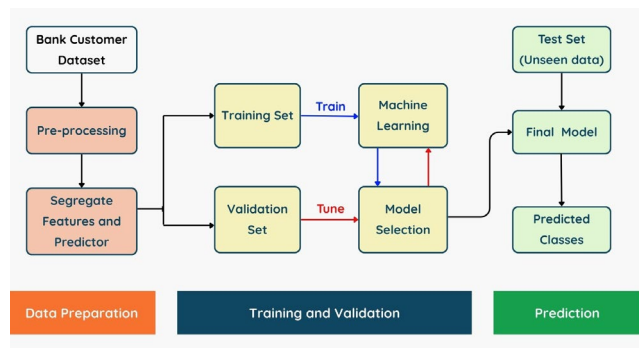 Bank Customer
Dataset
Pre-processing
Segregate
Features and
Predictor
Training Set
Train
Machine
Learning
Validation
Set
Tune
Model
Selection
Test Set
(Unseen data)
Final Model
Predicted
Classes
Data Preparation
Training and Validation
Prediction